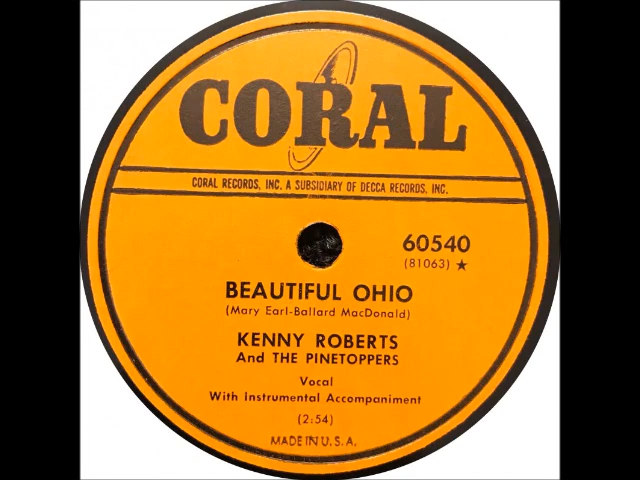 CORAL
CORAL RECORDS, INC. A SUBSIDIARY OF DECCA RECORDS, INC.
60540
(81063) ★
BEAUTIFUL OHIO
(Mary Earl-Ballard MacDonald)
KENNY ROBERTS
And THE PINETOPPERS
Vocal
With Instrumental Accompaniment
(2:54)
MADE IN U. S. A.